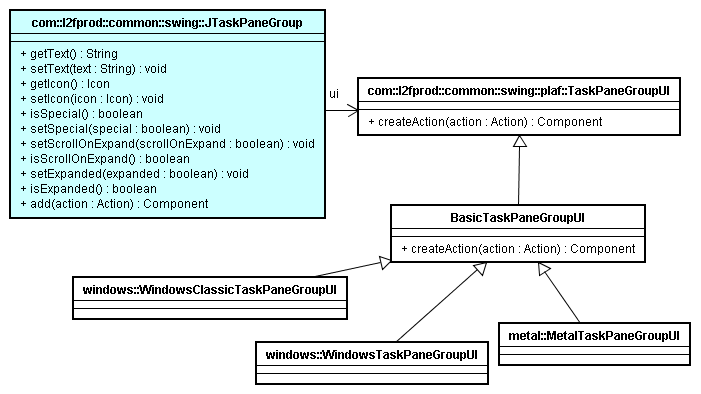 com::l2fprod::common::swing::JTaskPaneGroup
+ getText() : String
+ setText(text : String) : void
+ getIcon() : Icon
+ setIcon(icon : Icon) : void
+ isSpecial() : boolean
+ setSpecial(special : boolean) : void
+ setScrollOnExpand(scrollOnExpand : boolean) : void
+ isScrollOnExpand() : boolean
+ setExpanded(expanded : boolean) : void
+ isExpanded() : boolean
+ add(action : Action) : Component
ui
com::l2fprod::common::swing::plaf::TaskPaneGroupUI
+ createAction(action : Action) : Component
BasicTaskPaneGroupUI
+ createAction(action : Action) : Component
windows::WindowsClassicTaskPaneGroupUI
windows::WindowsTaskPaneGroupUI
metal::MetalTaskPaneGroupUI